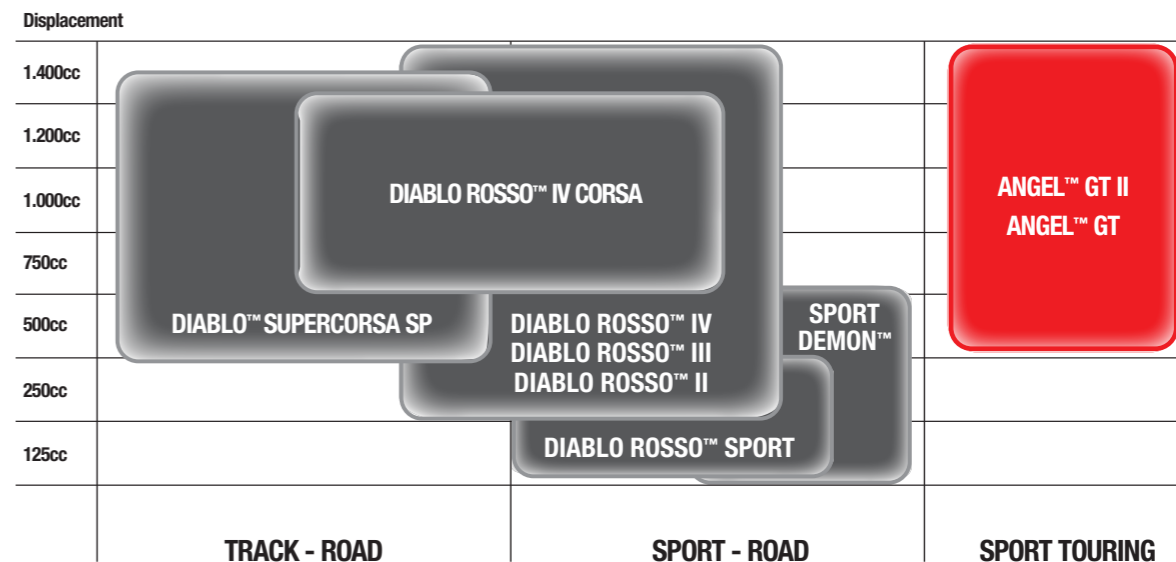 Displacement
1.400cc
1.200cc
1.000cc
750cc
500cc
250cc
125cc
DIABLO ROSSO™ IV CORSA
DIABLO™ SUPERCORSA SP
DIABLO ROSSO™ IV
DIABLO ROSSO™ III
DIABLO ROSSO™ II
SPORT
DEMON™
DIABLO ROSSO™ SPORT
ANGEL™ GT II
ANGEL™ GT
TRACK - ROAD
SPORT - ROAD
SPORT TOURING